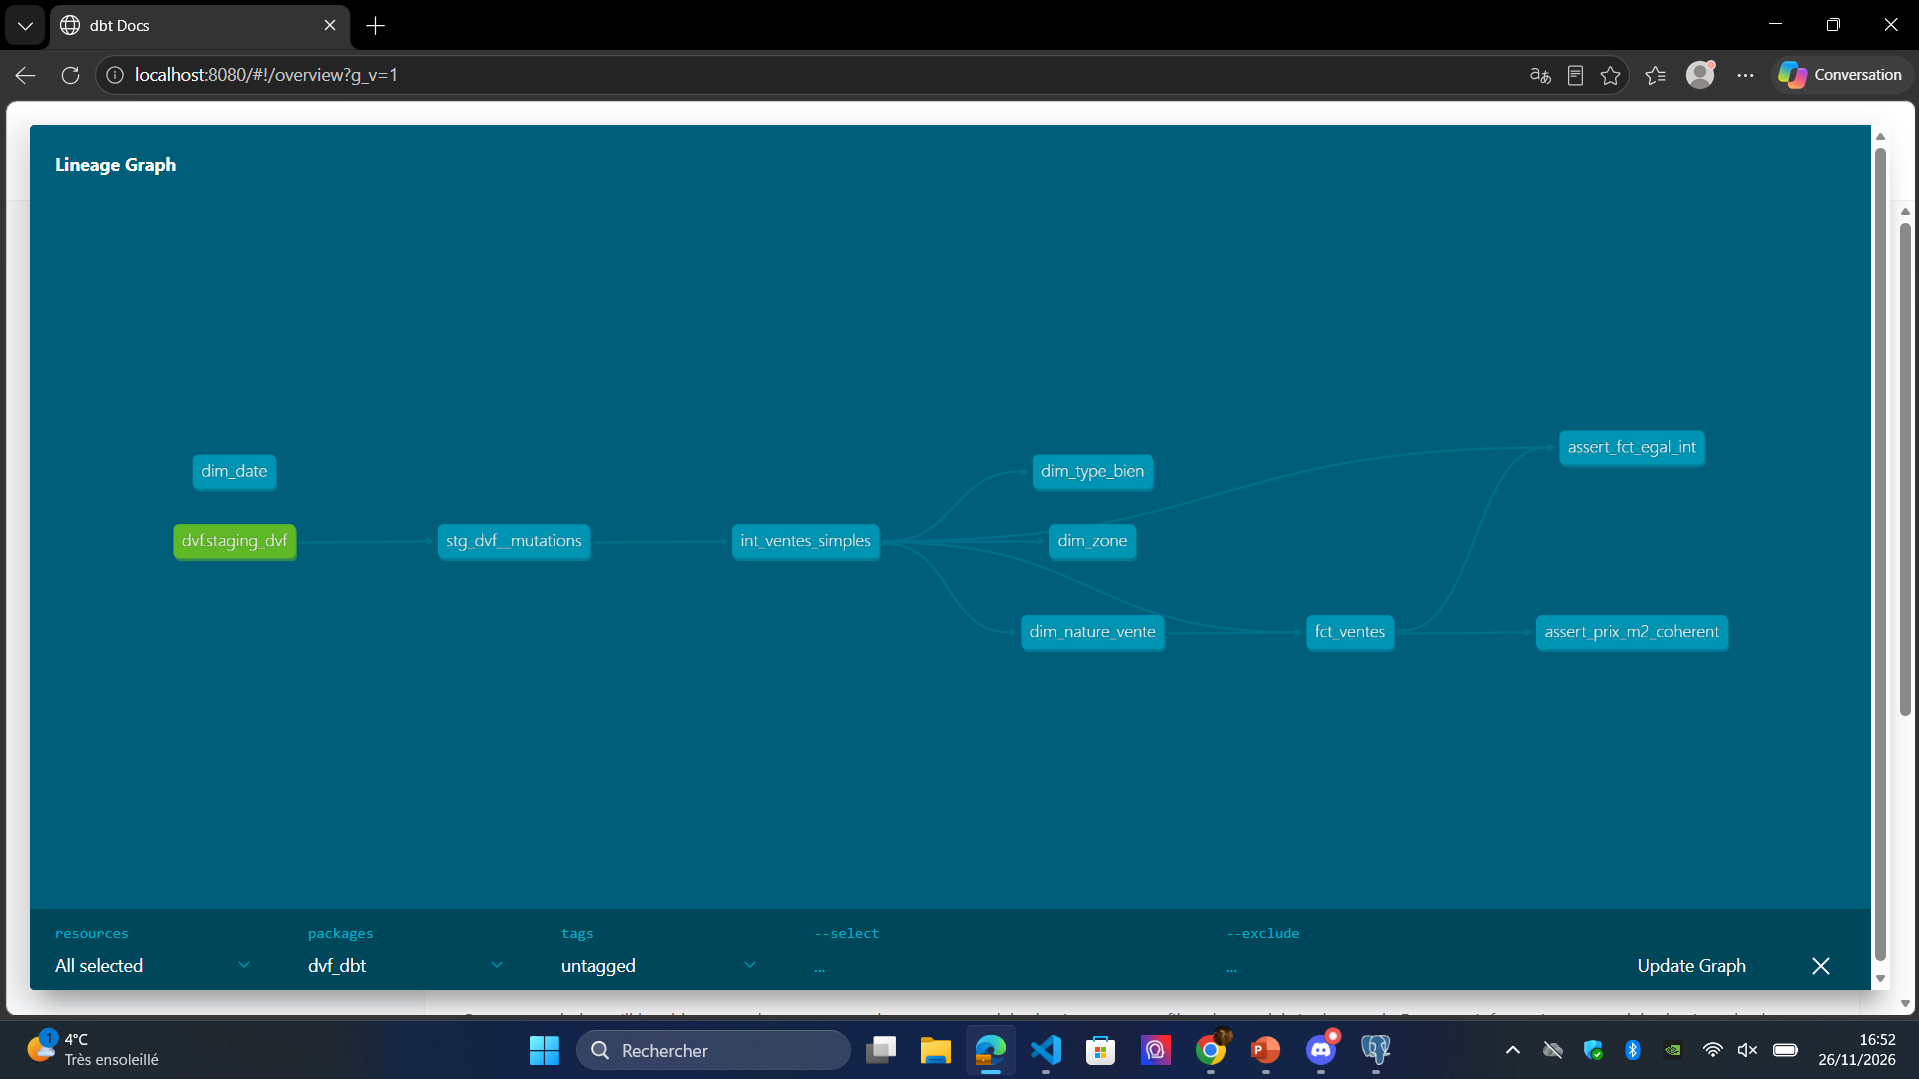 dbt Docs
localhost:8080/#!/overview?g_v=1
Conversation
Lineage Graph
assert_fct_egal_int
dim_date
dim_type_bien
dvf.staging_dvf
stg_dvf__mutations
int_ventes_simples
dim_zone
dim_nature_vente
fct_ventes
assert_prix_m2_coherent
resources
packages
tags
--select
--exclude
All selected
dvf_dbt
untagged
...
...
Update Graph
1
4°C
Très ensoleillé
Rechercher
16:52
26/11/2026